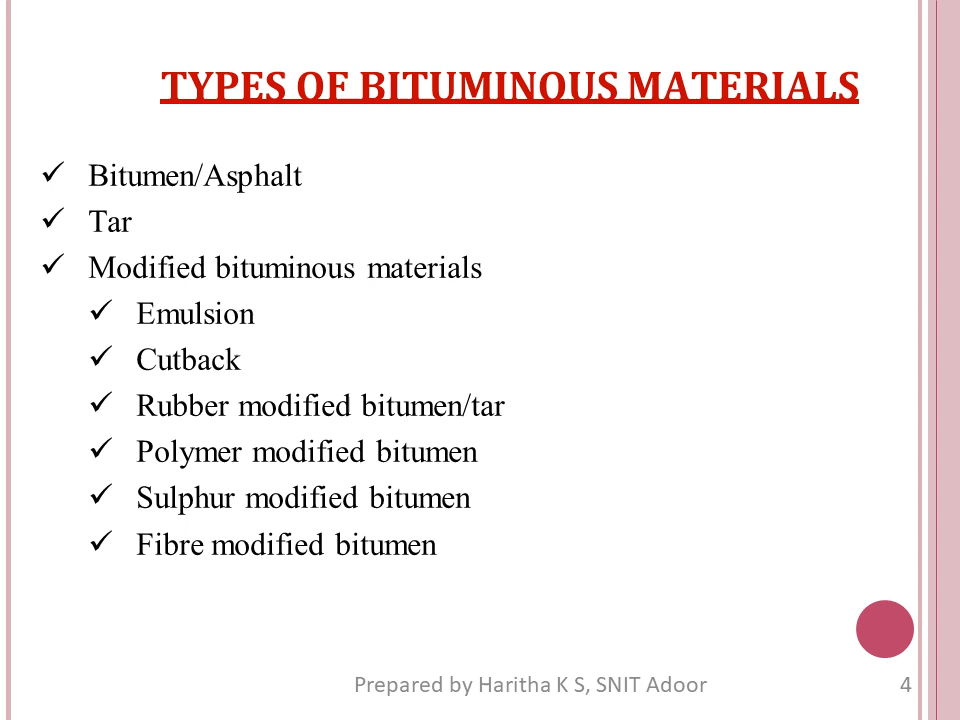 TYPES OF BITUMINOUS MATERIALS
✓ Bitumen/Asphalt
✓ Tar
✓ Modified bituminous materials
✓ Emulsion
✓ Cutback
✓ Rubber modified bitumen/tar
✓ Polymer modified bitumen
✓ Sulphur modified bitumen
✓ Fibre modified bitumen
Prepared by Haritha K S, SNIT Adoor 4